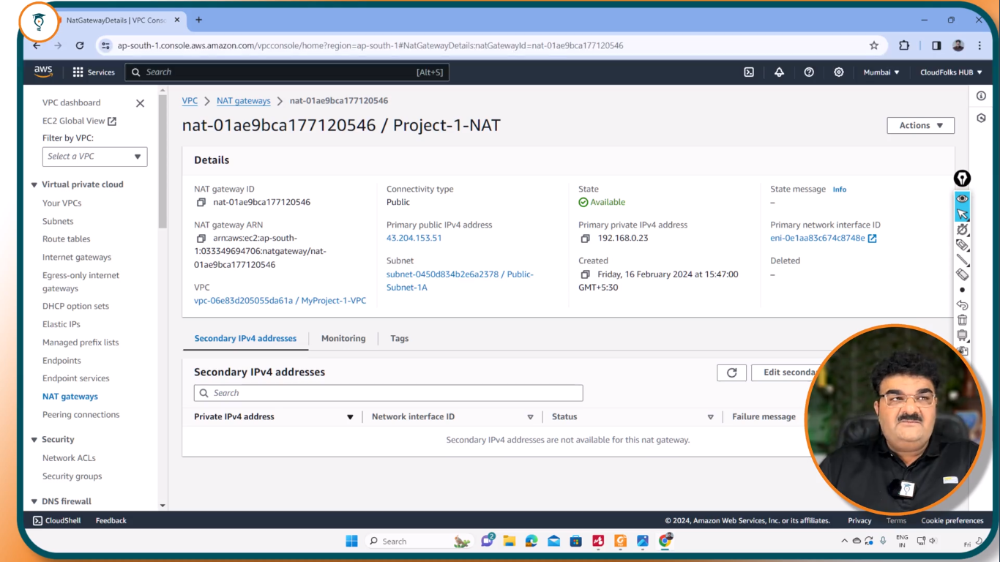 NatGatewayDetails | VPC Conso
ap-south-1.console.aws.amazon.com/vpcconsole/home?region=ap-south-1#NatGatewayDetails:natGatewayId=nat-01ae9bca177120546
aws Services Search [Alt+S] Mumbai ▼ CloudFolks HUB ▼
VPC dashboard
EC2 Global View
Filter by VPC:
Select a VPC
Virtual private cloud
Your VPCs
Subnets
Route tables
Internet gateways
Egress-only internet
gateways
DHCP option sets
Elastic IPs
Managed prefix lists
Endpoints
Endpoint services
NAT gateways
Peering connections
Security
Network ACLs
Security groups
DNS firewall
VPC > NAT gateways > nat-01ae9bca177120546
nat-01ae9bca177120546 / Project-1-NAT
Actions ▼
Details
NAT gateway ID
nat-01ae9bca177120546
NAT gateway ARN
arn:aws:ec2:ap-south-
1:033349694706:natgateway/nat-
01ae9bca177120546
VPC
vpc-06e83d205055da61a / MyProject-1-VPC
Connectivity type
Public
Primary public IPv4 address
43.204.153.51
Subnet
subnet-0450d834b2e6a2378 / Public-
Subnet-1A
State
Available
Primary private IPv4 address
192.168.0.23
Created
Friday, 16 February 2024 at 15:47:00
GMT+5:30
State message Info
–
Primary network interface ID
eni-0e1aa83c674c8748e
Deleted
–
Secondary IPv4 addresses Monitoring Tags
Secondary IPv4 addresses
Edit seconda
Search
Private IPv4 address Network interface ID Status Failure message
Secondary IPv4 addresses are not available for this nat gateway.
CloudShell Feedback © 2024, Amazon Web Services, Inc. or its affiliates. Privacy Terms Cookie preferences
Search 2 ENG
IN
Fri